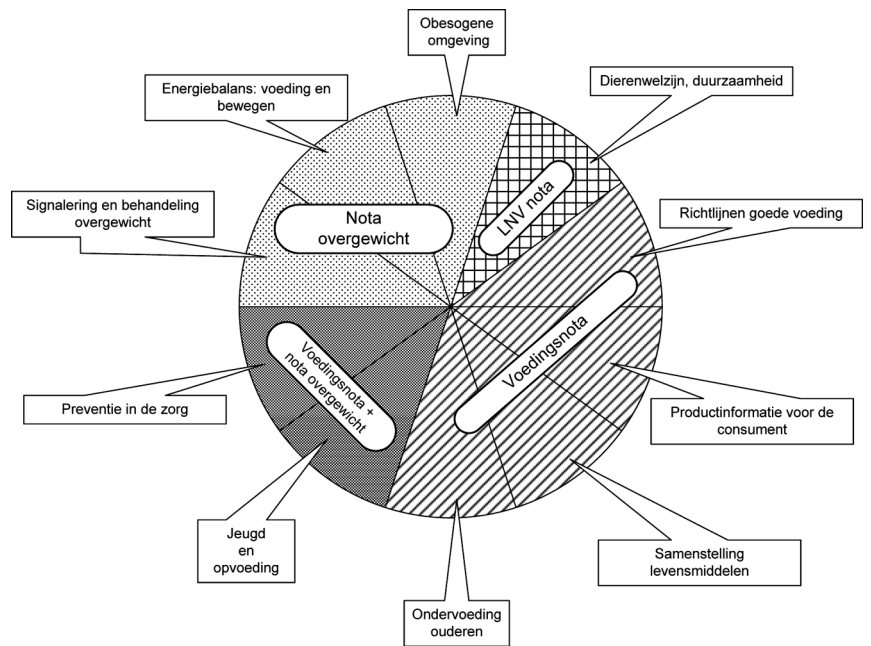 Obesogene
omgeving
Energiebalans: voeding en
bewegen
Dierenwelzijn, duurzaamheid
Signalering en behandeling
overgewicht
Nota
overgewicht
LNV nota
Richtlijnen goede voeding
Voedingsnota +
nota overgewicht
Voedingsnota
Preventie in de zorg
Productinformatie voor de
consument
Jeugd
en
opvoeding
Samenstelling
levensmiddelen
Ondervoeding
ouderen